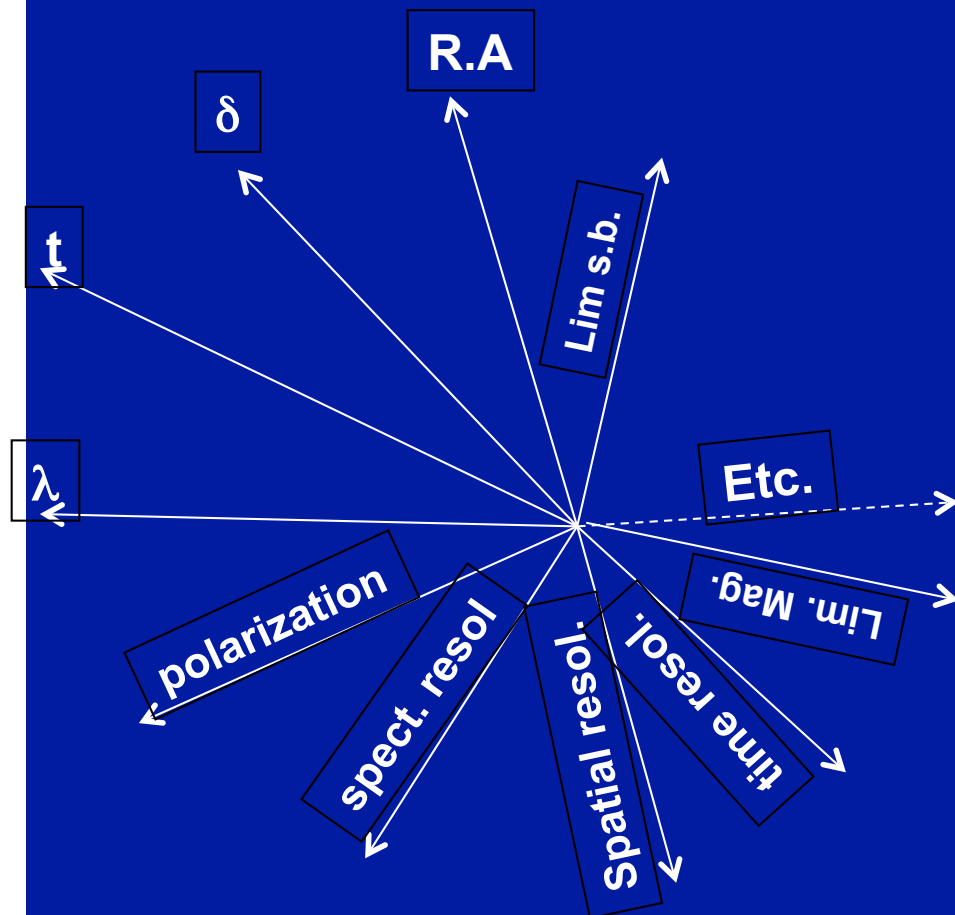 R.A
δ
t
Lim s.b.
λ
Etc.
Lim. Mag.
polarization
spect. resol
Spatial resol.
time resol.